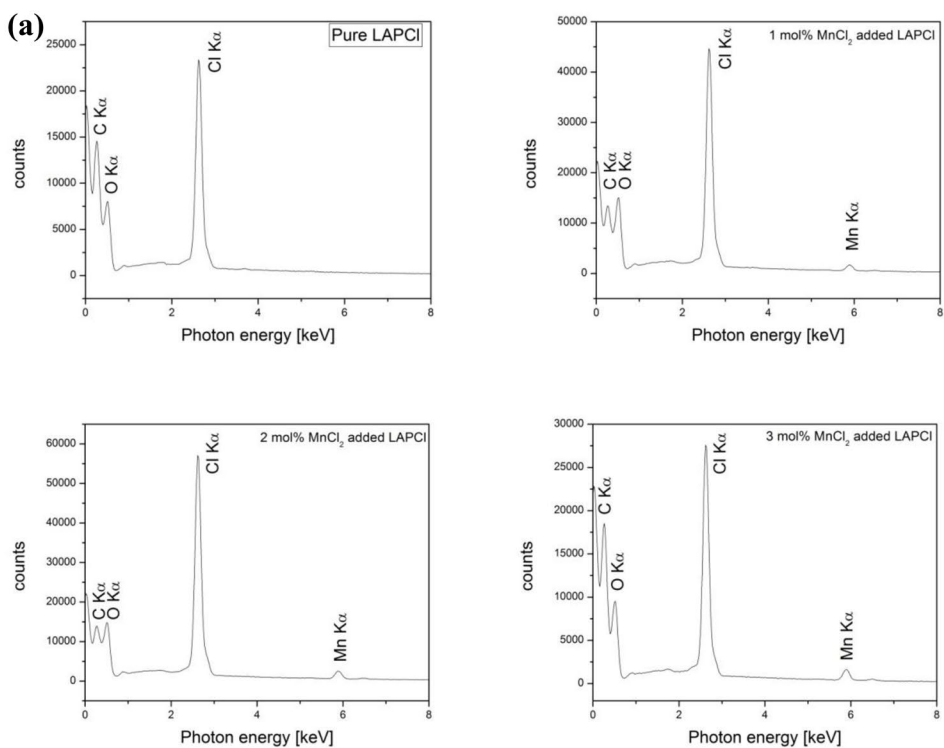 (a)
Pure LAPCl
Cl Kα
C Kα
O Kα
25000
20000
15000
10000
5000
0
counts
0 2 4 6 8
Photon energy [keV]
1 mol% MnCl₂ added LAPCl
Cl Kα
C Kα
O Kα
Mn Kα
50000
40000
30000
20000
10000
0
counts
0 2 4 6 8
Photon energy [keV]
2 mol% MnCl₂ added LAPCl
Cl Kα
C Kα
O Kα
Mn Kα
60000
50000
40000
30000
20000
10000
0
counts
0 2 4 6 8
Photon energy [keV]
3 mol% MnCl₂ added LAPCl
Cl Kα
C Kα
O Kα
Mn Kα
30000
25000
20000
15000
10000
5000
0
counts
0 2 4 6 8
Photon energy [keV]